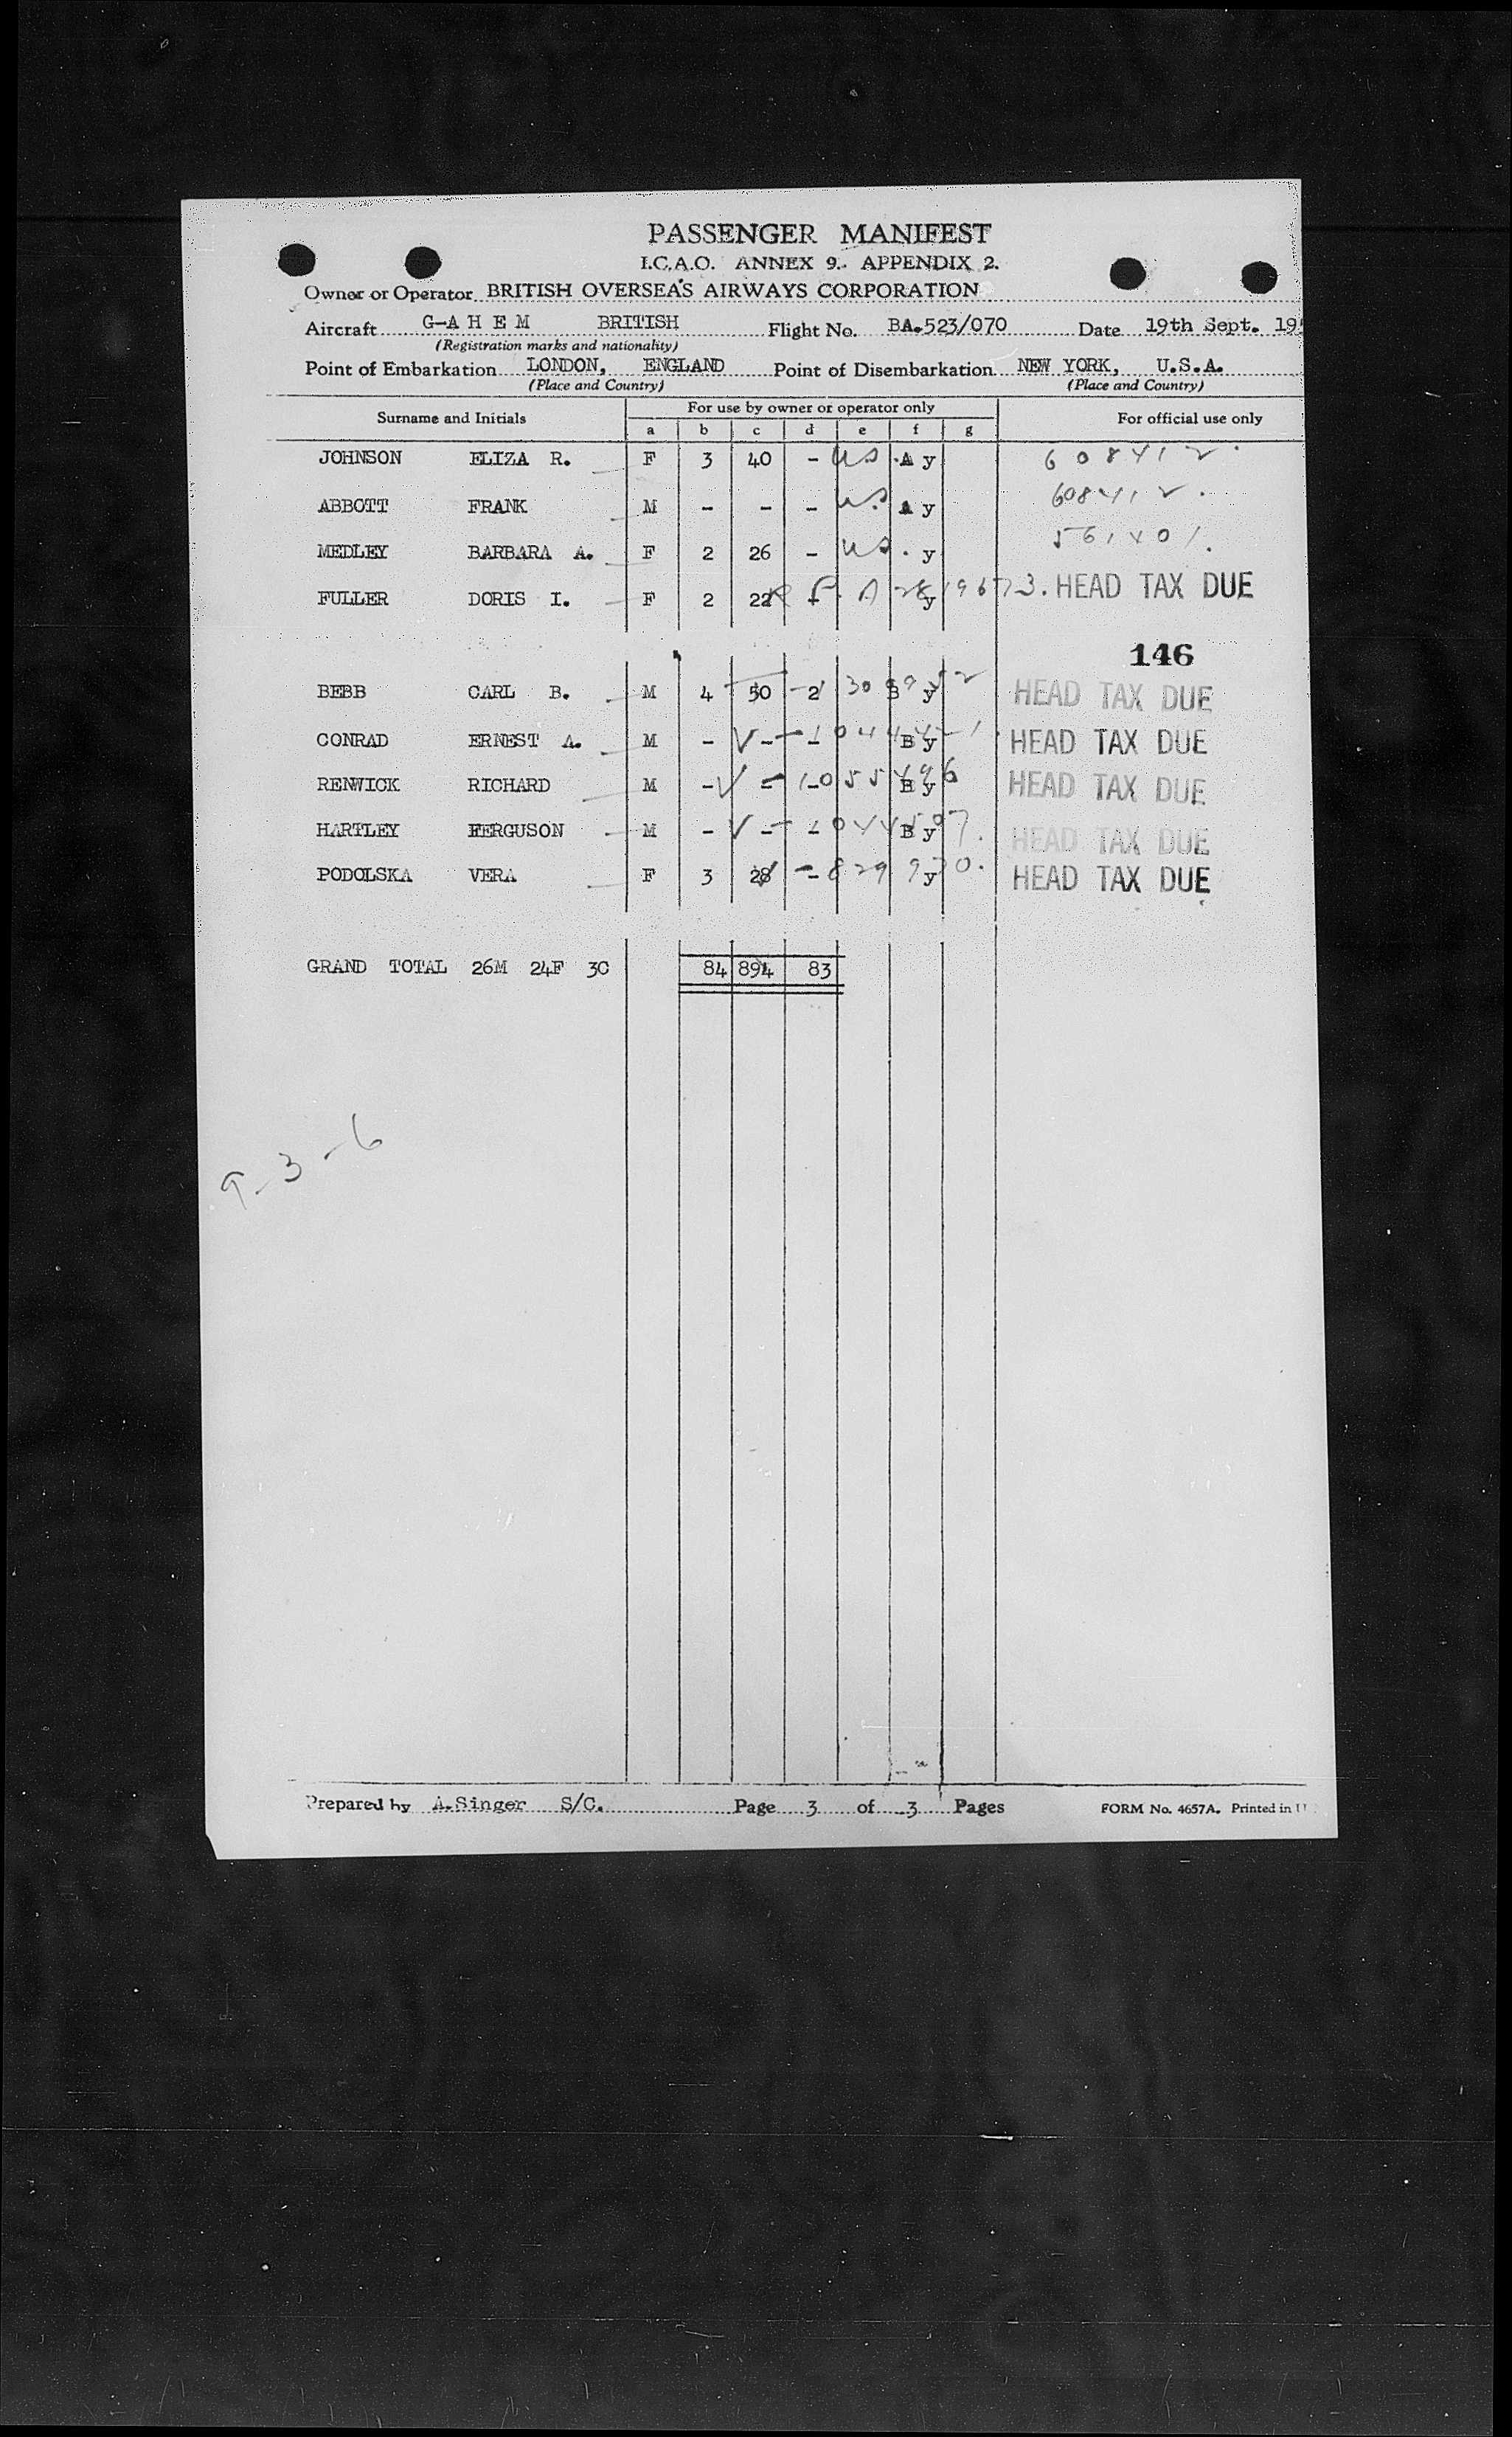 PASSENGER MANIFEST
I.C.A.O. ANNEX 9. APPENDIX 2.
Owner or Operator BRITISH OVERSEAS AIRWAYS CORPORATION
Aircraft G-A H E M BRITISH Flight No. BA.523/070 Date 19th Sept. 195
(Registration marks and nationality)
Point of Embarkation LONDON, ENGLAND Point of Disembarkation NEW YORK, U.S.A.
(Place and Country) (Place and Country)
Surname and Initials For use by owner or operator only For official use only
a b c d e f g
JOHNSON ELIZA R. F 3 40 - US A y 608412.
ABBOTT FRANK M - - - U.S A y 608412.
MEDLEY BARBARA A. F 2 26 - US . y
FULLER DORIS I. F 2 22 y HEAD TAX DUE
146
BEBB CARL B. M 4 50 2 B y HEAD TAX DUE
CONRAD ERNEST A. M - - - B y HEAD TAX DUE
RENWICK RICHARD M - - - B y HEAD TAX DUE
HARTLEY FERGUSON M - - - B y HEAD TAX DUE
PODOLSKA VERA F 3 28 - y HEAD TAX DUE
GRAND TOTAL 26M 24F 3C 84 894 83
9-3-6
Prepared by A.Singer S/C. Page 3 of 3 Pages FORM No. 4657A. Printed in U